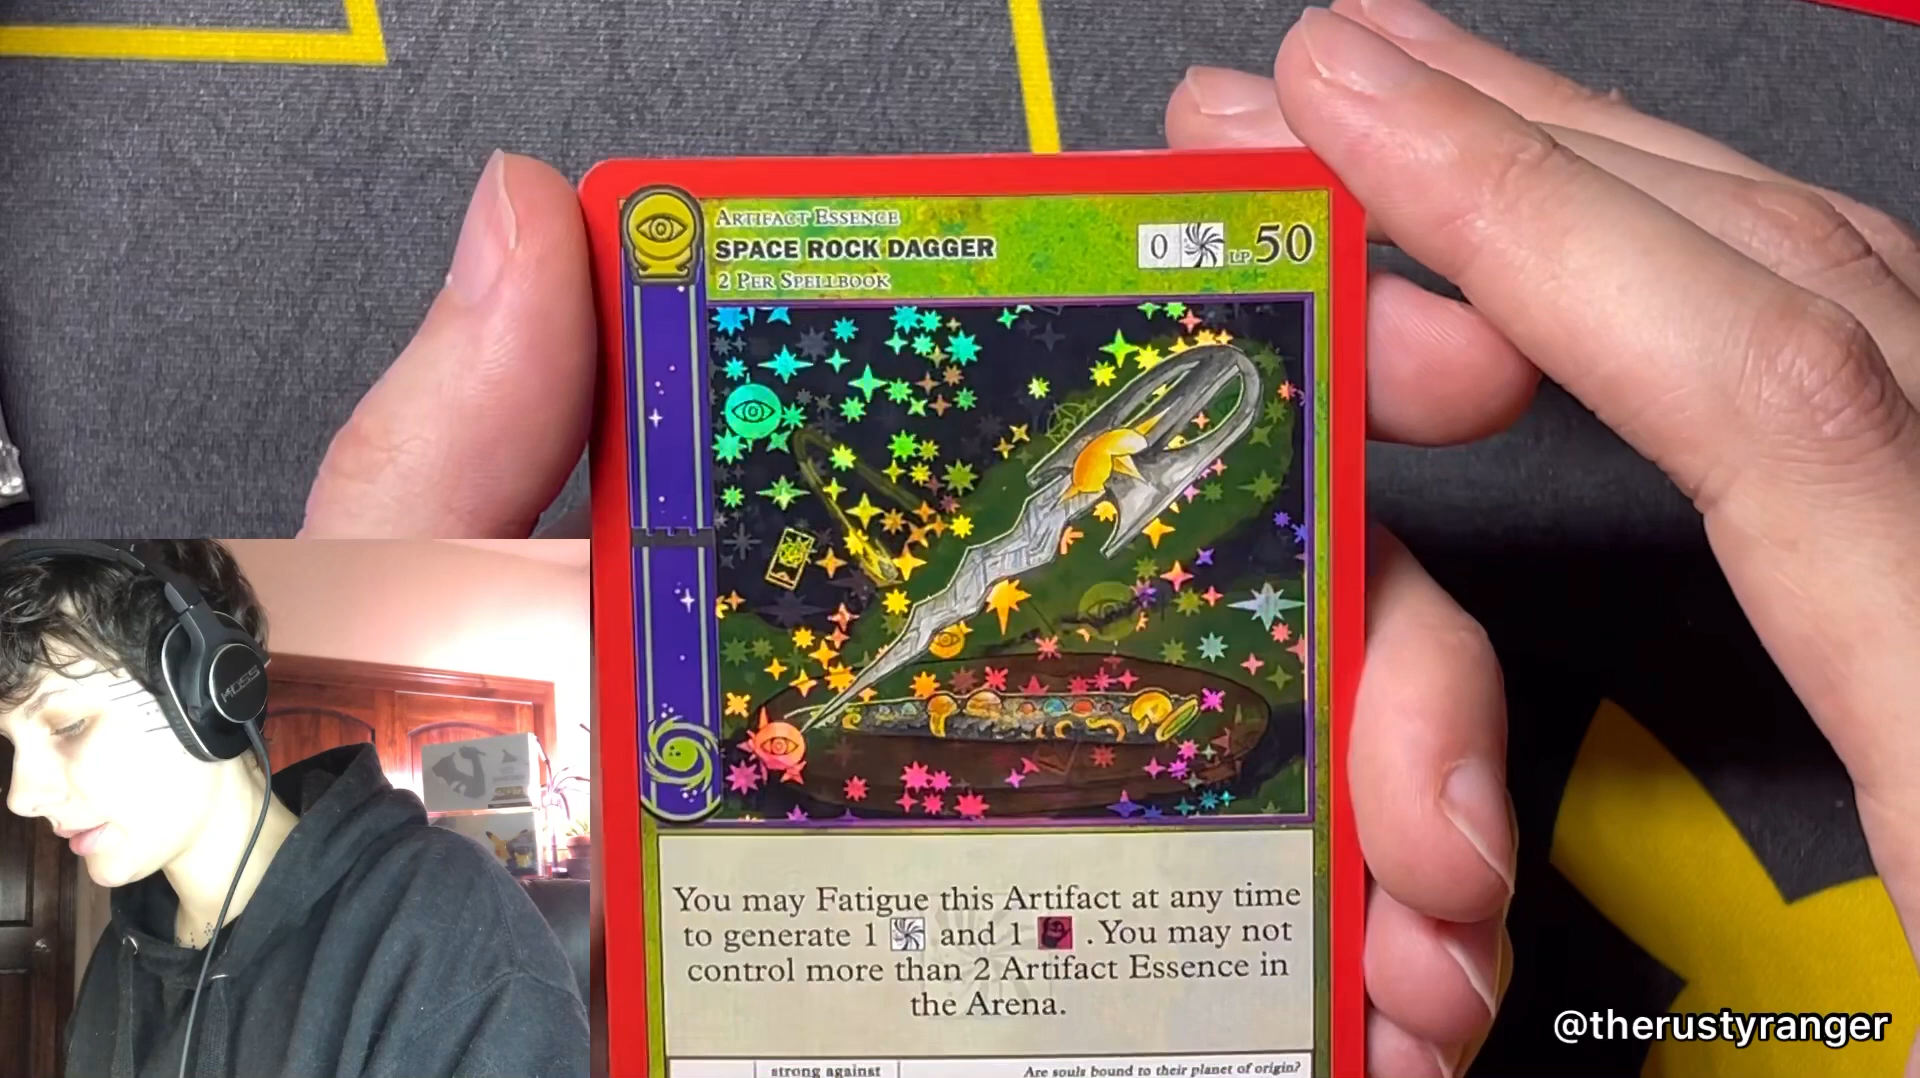 ARTIFACT ESSENCE
SPACE ROCK DAGGER
2 PER SPELLBOOK
0 LP 50
You may Fatigue this Artifact at any time
to generate 1 and 1 . You may not
control more than 2 Artifact Essence in
the Arena.
strong against
Are souls bound to their planet of origin?
KOSS
@therustyranger